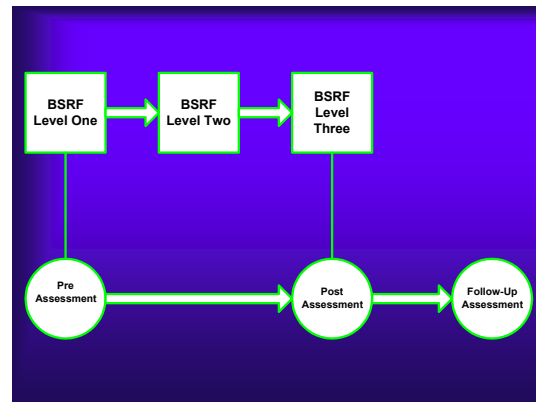 BSRF
Level One
BSRF
Level Two
BSRF
Level
Three
Pre
Assessment
Post
Assessment
Follow-Up
Assessment